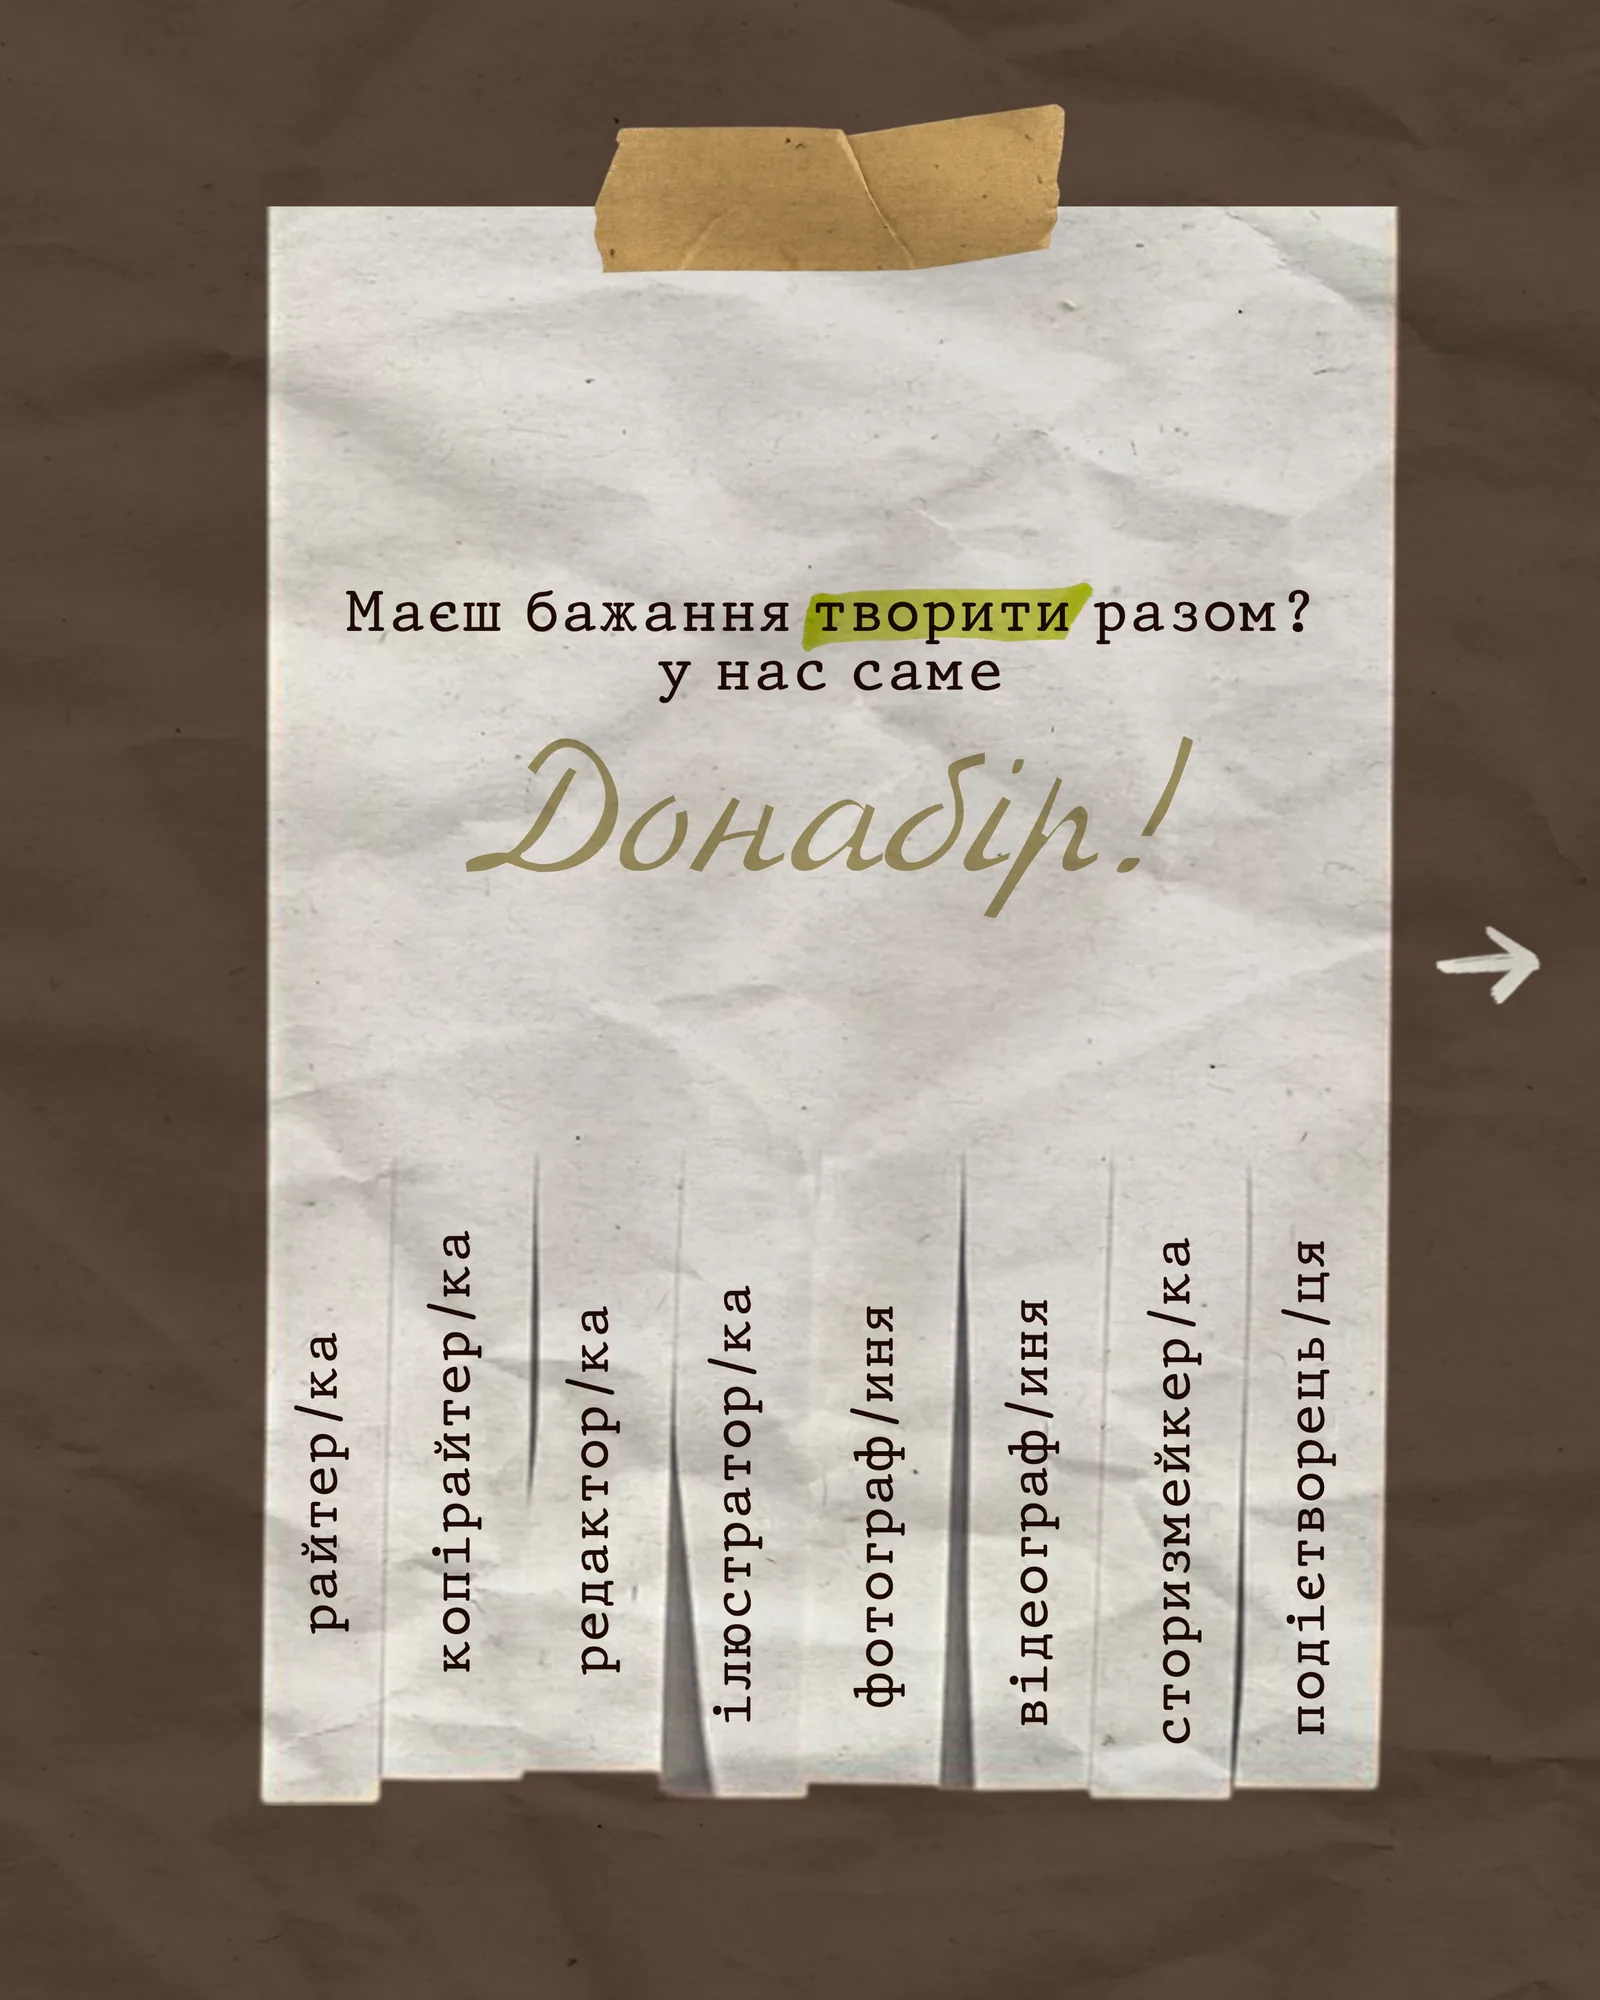 Маєш бажання творити разом?
у нас саме
Донабір!
райтер/ка
копірайтер/ка
редактор/ка
ілюстратор/ка
фотограф/иня
відеограф/иня
сторизмейкер/ка
подієтворець/ця